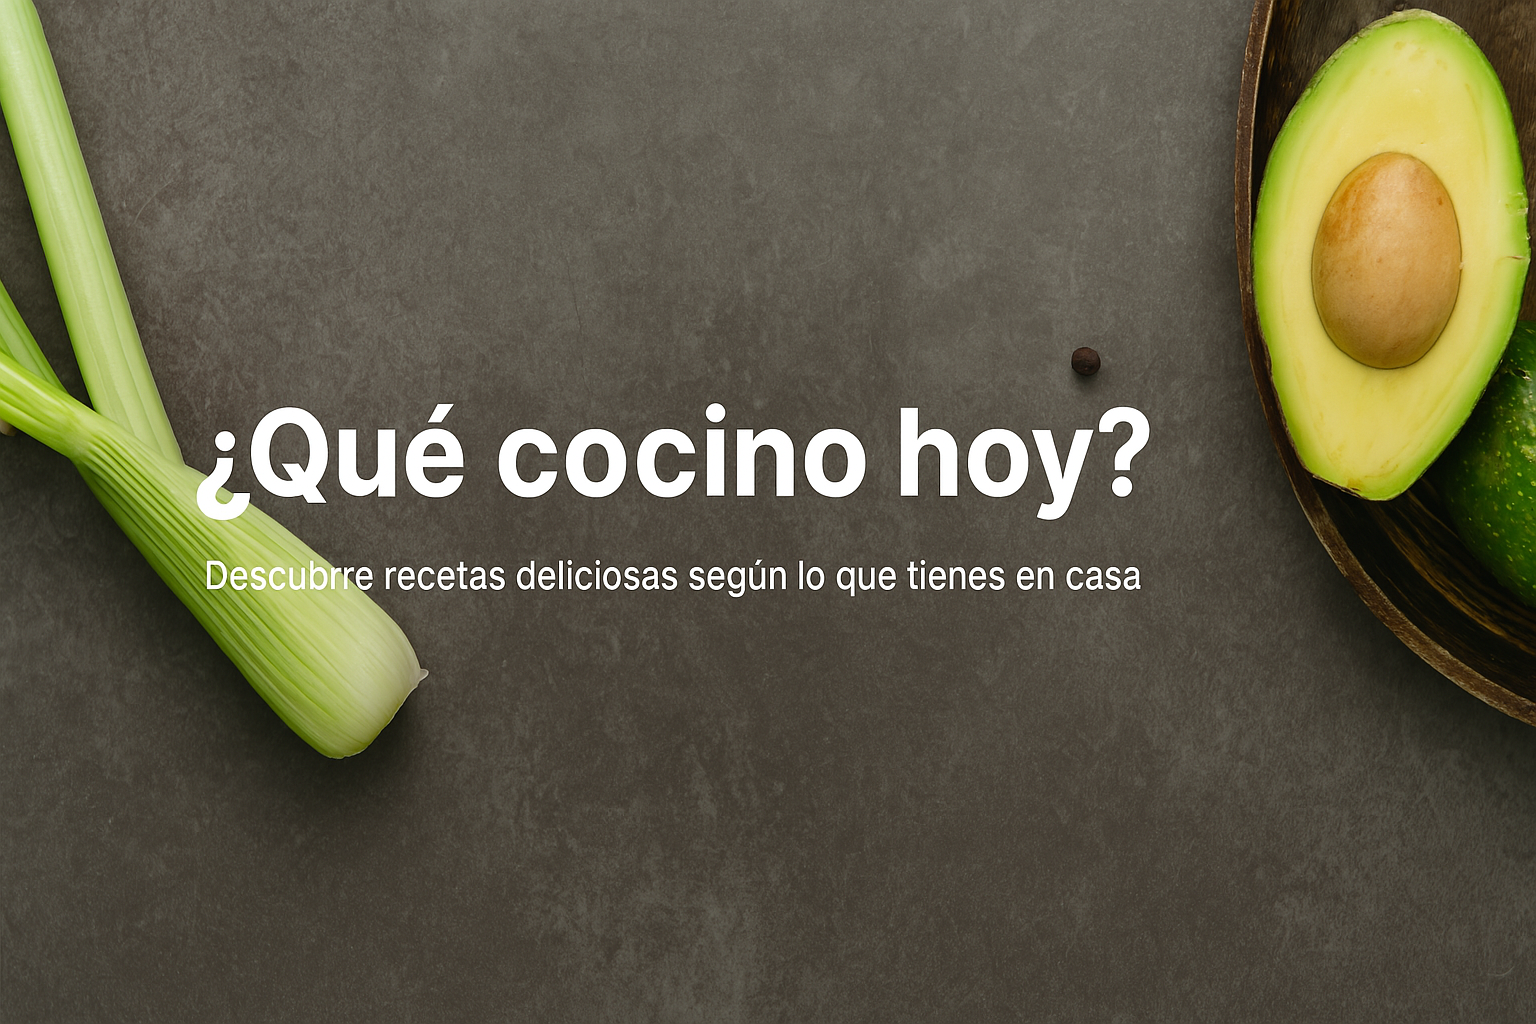 ¿Qué cocino hoy?
Descubrre recetas deliciosas según lo que tienes en casa